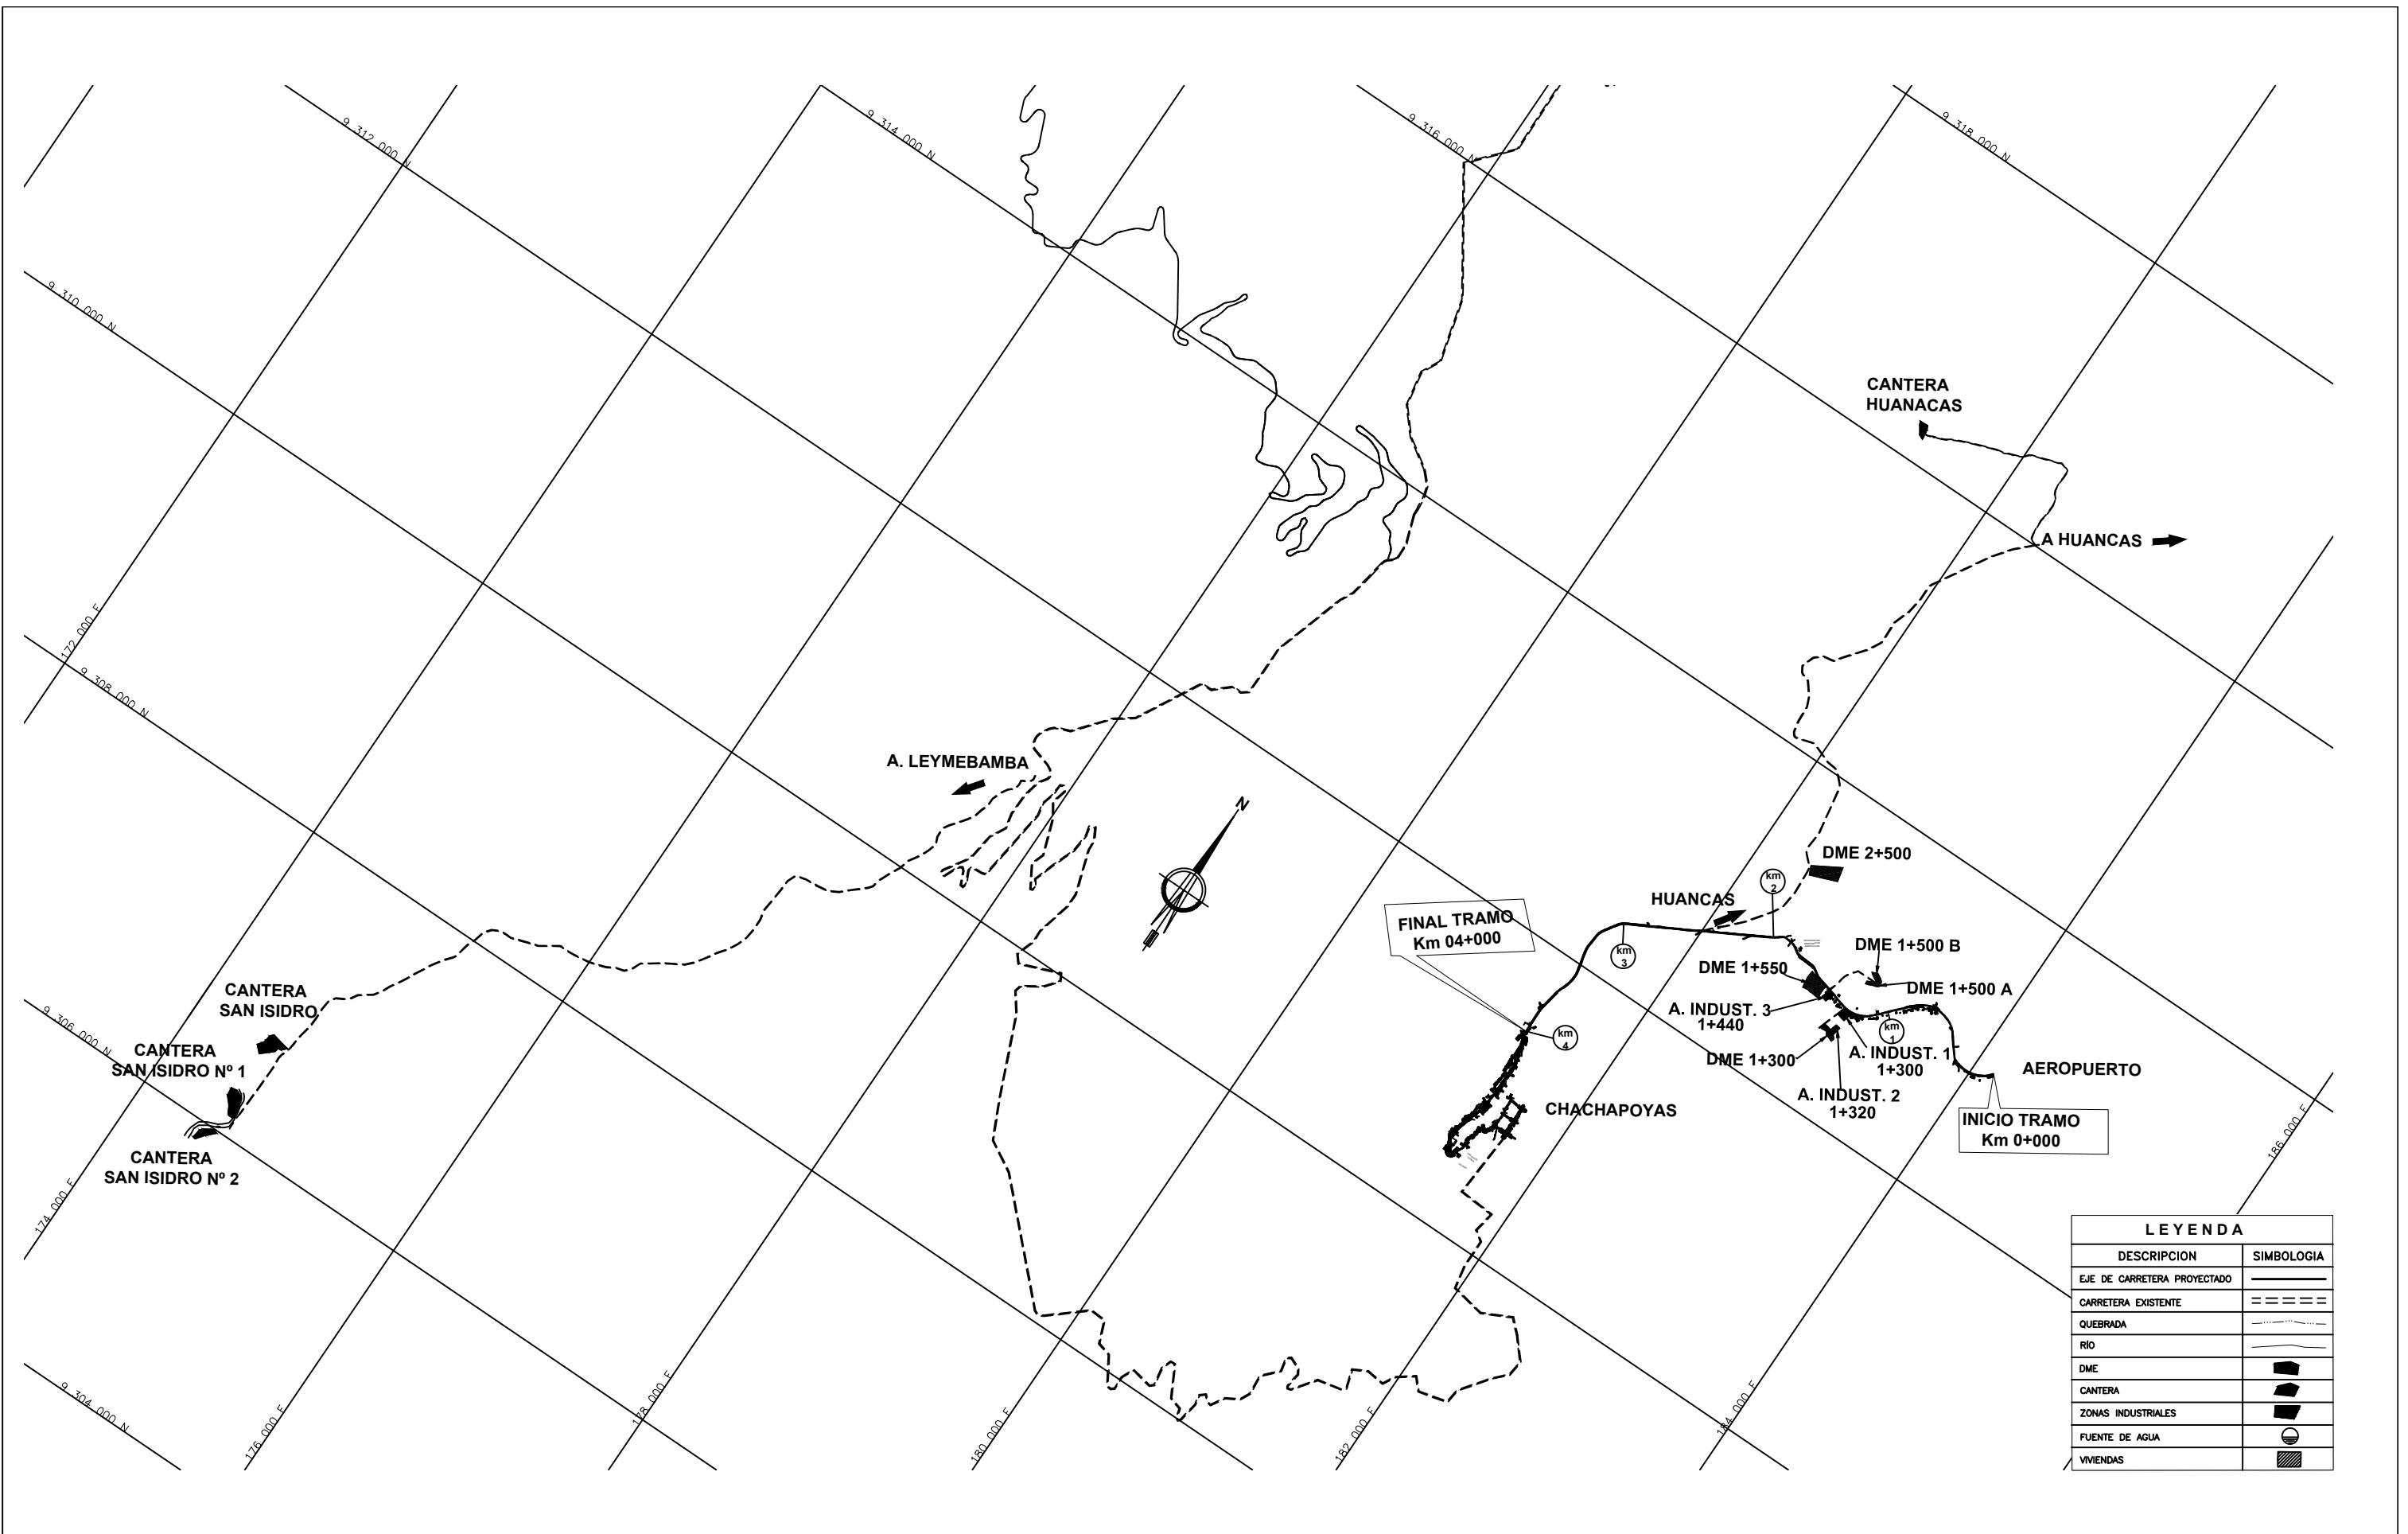 9 312 000 N
9 314 000 N
9 316 000 N
9 318 000 N
9 310 000 N
CANTERA
HUANACAS
A HUANCAS
172 000 E
9 308 000 N
A. LEYMEBAMBA
N
DME 2+500
km
2
HUANCAS
FINAL TRAMO
Km 04+000
km
3
DME 1+500 B
DME 1+550
DME 1+500 A
CANTERA
SAN ISIDRO
A. INDUST. 3
1+440
9 306 000 N
km
4
km
1
CANTERA
SAN ISIDRO Nº 1
DME 1+300
A. INDUST. 1
1+300
AEROPUERTO
A. INDUST. 2
1+320
CHACHAPOYAS
INICIO TRAMO
Km 0+000
CANTERA
SAN ISIDRO Nº 2
186 000 E
174 000 E
9 304 000 N
176 000 E
178 000 E
180 000 E
182 000 E
184 000 E
LEYENDA
DESCRIPCION SIMBOLOGIA
EJE DE CARRETERA PROYECTADO
CARRETERA EXISTENTE
QUEBRADA
RÍO
DME
CANTERA
ZONAS INDUSTRIALES
FUENTE DE AGUA
VIVIENDAS